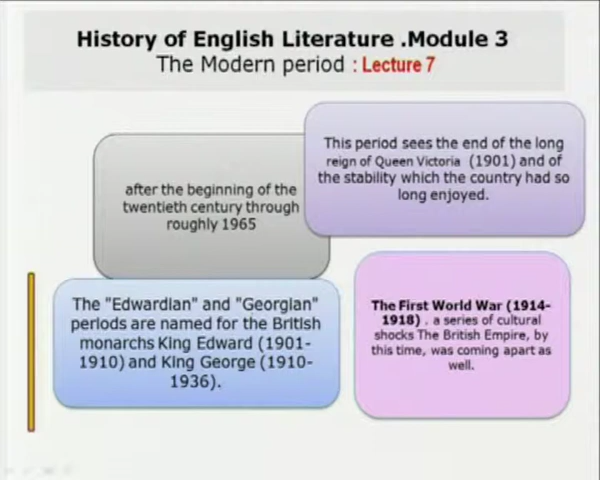 History of English Literature .Module 3
The Modern period : Lecture 7
after the beginning of the
twentieth century through
roughly 1965
This period sees the end of the long
reign of Queen Victoria (1901) and of
the stability which the country had so
long enjoyed.
The "Edwardian" and "Georgian"
periods are named for the British
monarchs King Edward (1901-
1910) and King George (1910-
1936).
The First World War (1914-
1918) . a series of cultural
shocks The British Empire, by
this time, was coming apart as
well.